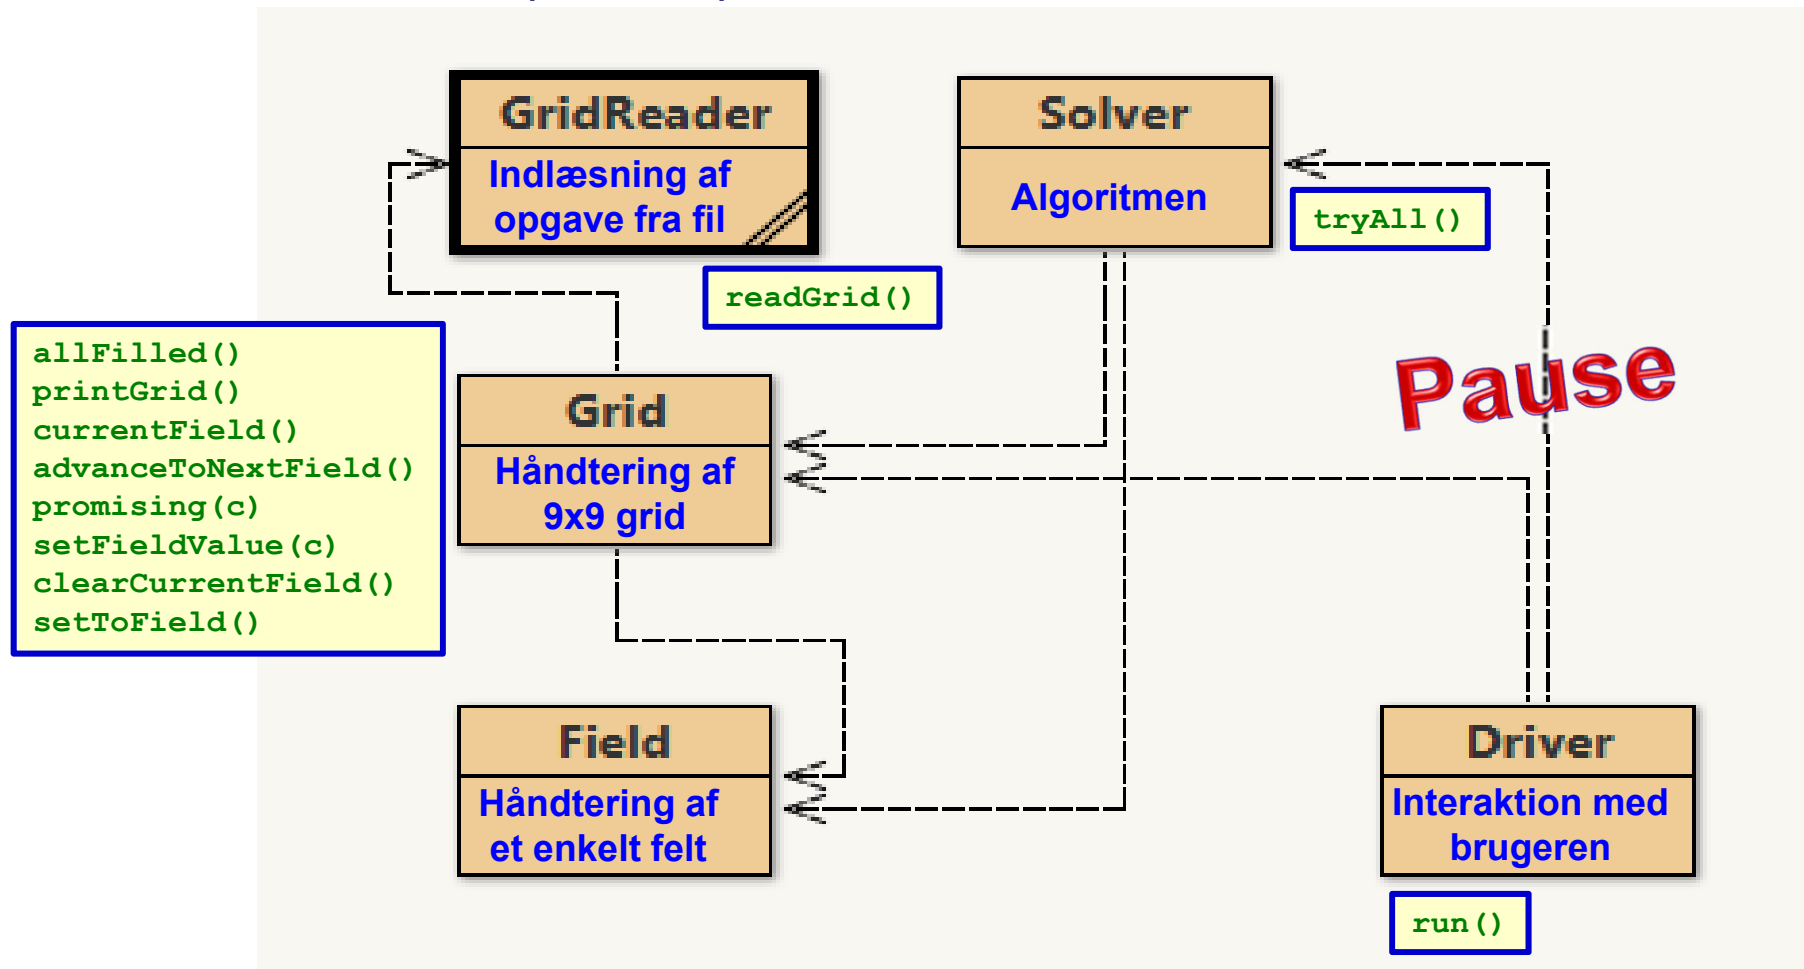 GridReader
Indlæsning af
opgave fra fil
Solver
Algoritmen
tryAll()
readGrid()
allFilled()
printGrid()
currentField()
advanceToNextField()
promising(c)
setFieldValue(c)
clearCurrentField()
setToField()
Grid
Håndtering af
9x9 grid
Pause
Field
Håndtering af
et enkelt felt
Driver
Interaktion med
brugeren
run()